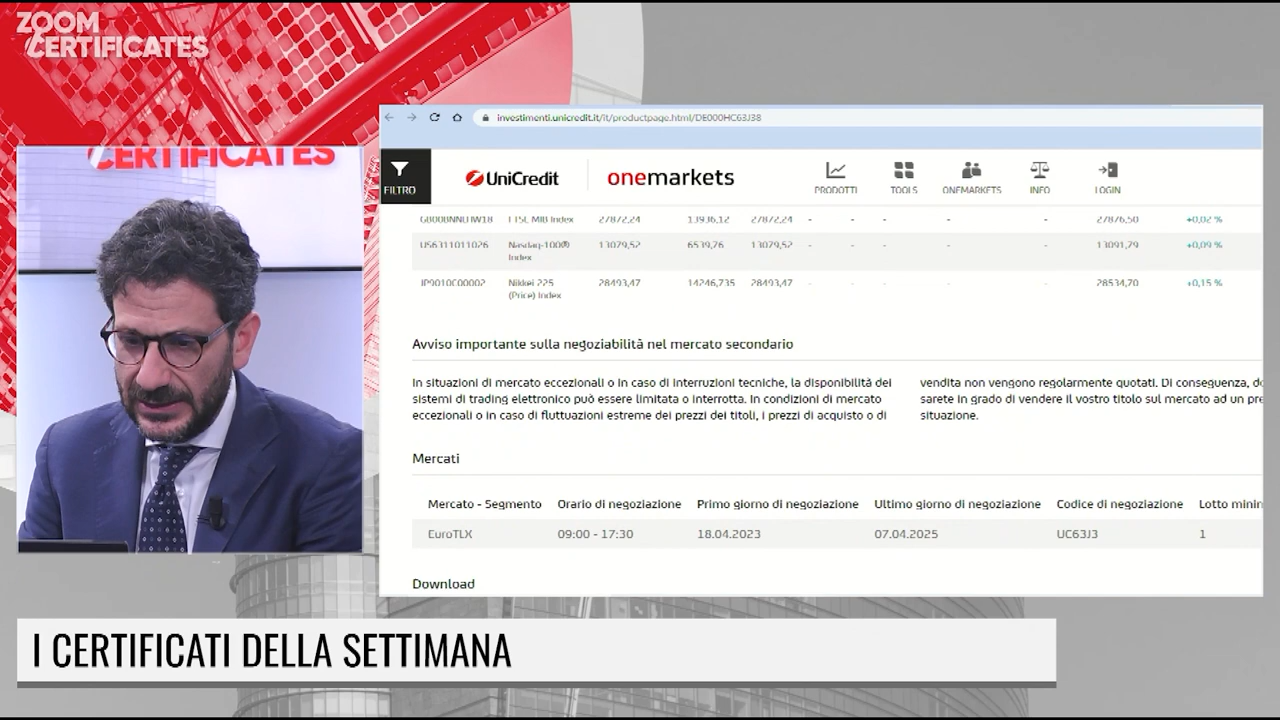 ZOOM
CERTIFICATES
CERTIFICATES
investimenti.unicredit.it/it/productpage.html/DE000HC63J38
FILTRO
UniCredit
onemarkets
PRODOTTI
TOOLS
ONEMARKETS
INFO
LOGIN
FTSE MIB Index 27872,24 13936,12 27872,24 - - - - - 27876,50 +0,02 %
US6311011026 Nasdaq-100® 13079,52 6539,76 13079,52 - - - - - 13091,79 +0,09 %
Index
JP9010C00002 Nikkei 225 28493,47 14246,735 28493,47 - - - - - 28534,70 +0,15 %
(Price) Index
Avviso importante sulla negoziabilità nel mercato secondario
In situazioni di mercato eccezionali o in caso di interruzioni tecniche, la disponibilità dei
sistemi di trading elettronico può essere limitata o interrotta. In condizioni di mercato
eccezionali o in caso di fluttuazioni estreme dei prezzi dei titoli, i prezzi di acquisto o di
vendita non vengono regolarmente quotati. Di conseguenza,
sarete in grado di vendere il vostro titolo sul mercato ad un
situazione.
Mercati
Mercato - Segmento Orario di negoziazione Primo giorno di negoziazione Ultimo giorno di negoziazione Codice di negoziazione Lotto
EuroTLX 09:00 - 17:30 18.04.2023 07.04.2025 UC63J3 1
Download
I CERTIFICATI DELLA SETTIMANA